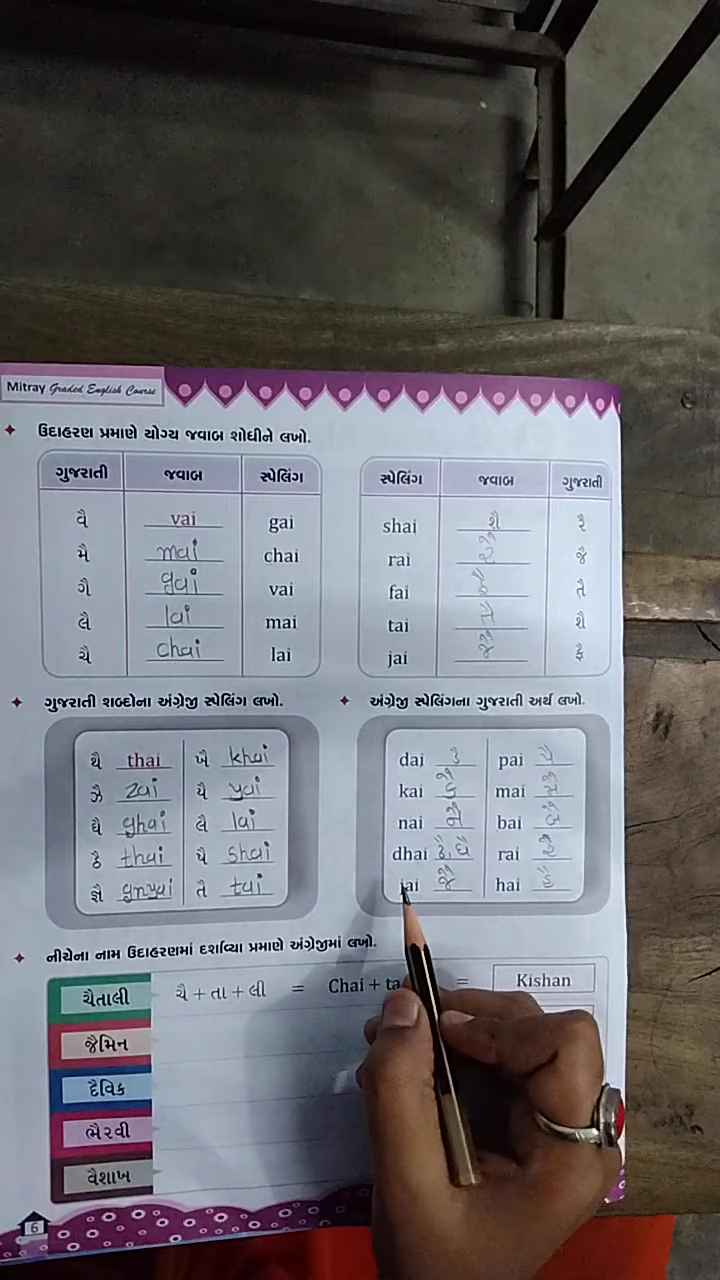 Mitray Graded English Course
ઉદાહરણ પ્રમાણે યોગ્ય જવાબ શોધીને લખો.
ગુજરાતી જવાબ સ્પેલિંગ
વૈ vai gai
મૈ mai chai
ગૈ gai vai
લૈ lai mai
ચૈ chai lai
સ્પેલિંગ જવાબ ગુજરાતી
shai શૈ રૈ
rai રૈ જૈ
fai ફૈ તૈ
tai તૈ શૈ
jai જૈ ફૈ
ગુજરાતી શબ્દોના અંગ્રેજી સ્પેલિંગ લખો.
થૈ thai ખૈ khai
ઝૈ zai યૈ yai
ઘૈ ghai લૈ lai
ઠૈ thai shai
જ્ઞૈ gnyai તૈ tai
અંગ્રેજી સ્પેલિંગના ગુજરાતી અર્થ લખો.
dai pai પૈ
kai કૈ mai મૈ
nai નૈ bai બૈ
dhai ઢૈ, ધૈ rai રૈ
jai જૈ hai હૈ
નીચેના નામ ઉદાહરણમાં દર્શાવ્યા પ્રમાણે અંગ્રેજીમાં લખો.
ચૈતાલી ચૈ + તા + લી = Chai + ta = Kishan
જૈમિન
દૈવિક
ભૈરવી
વૈશાખ
6